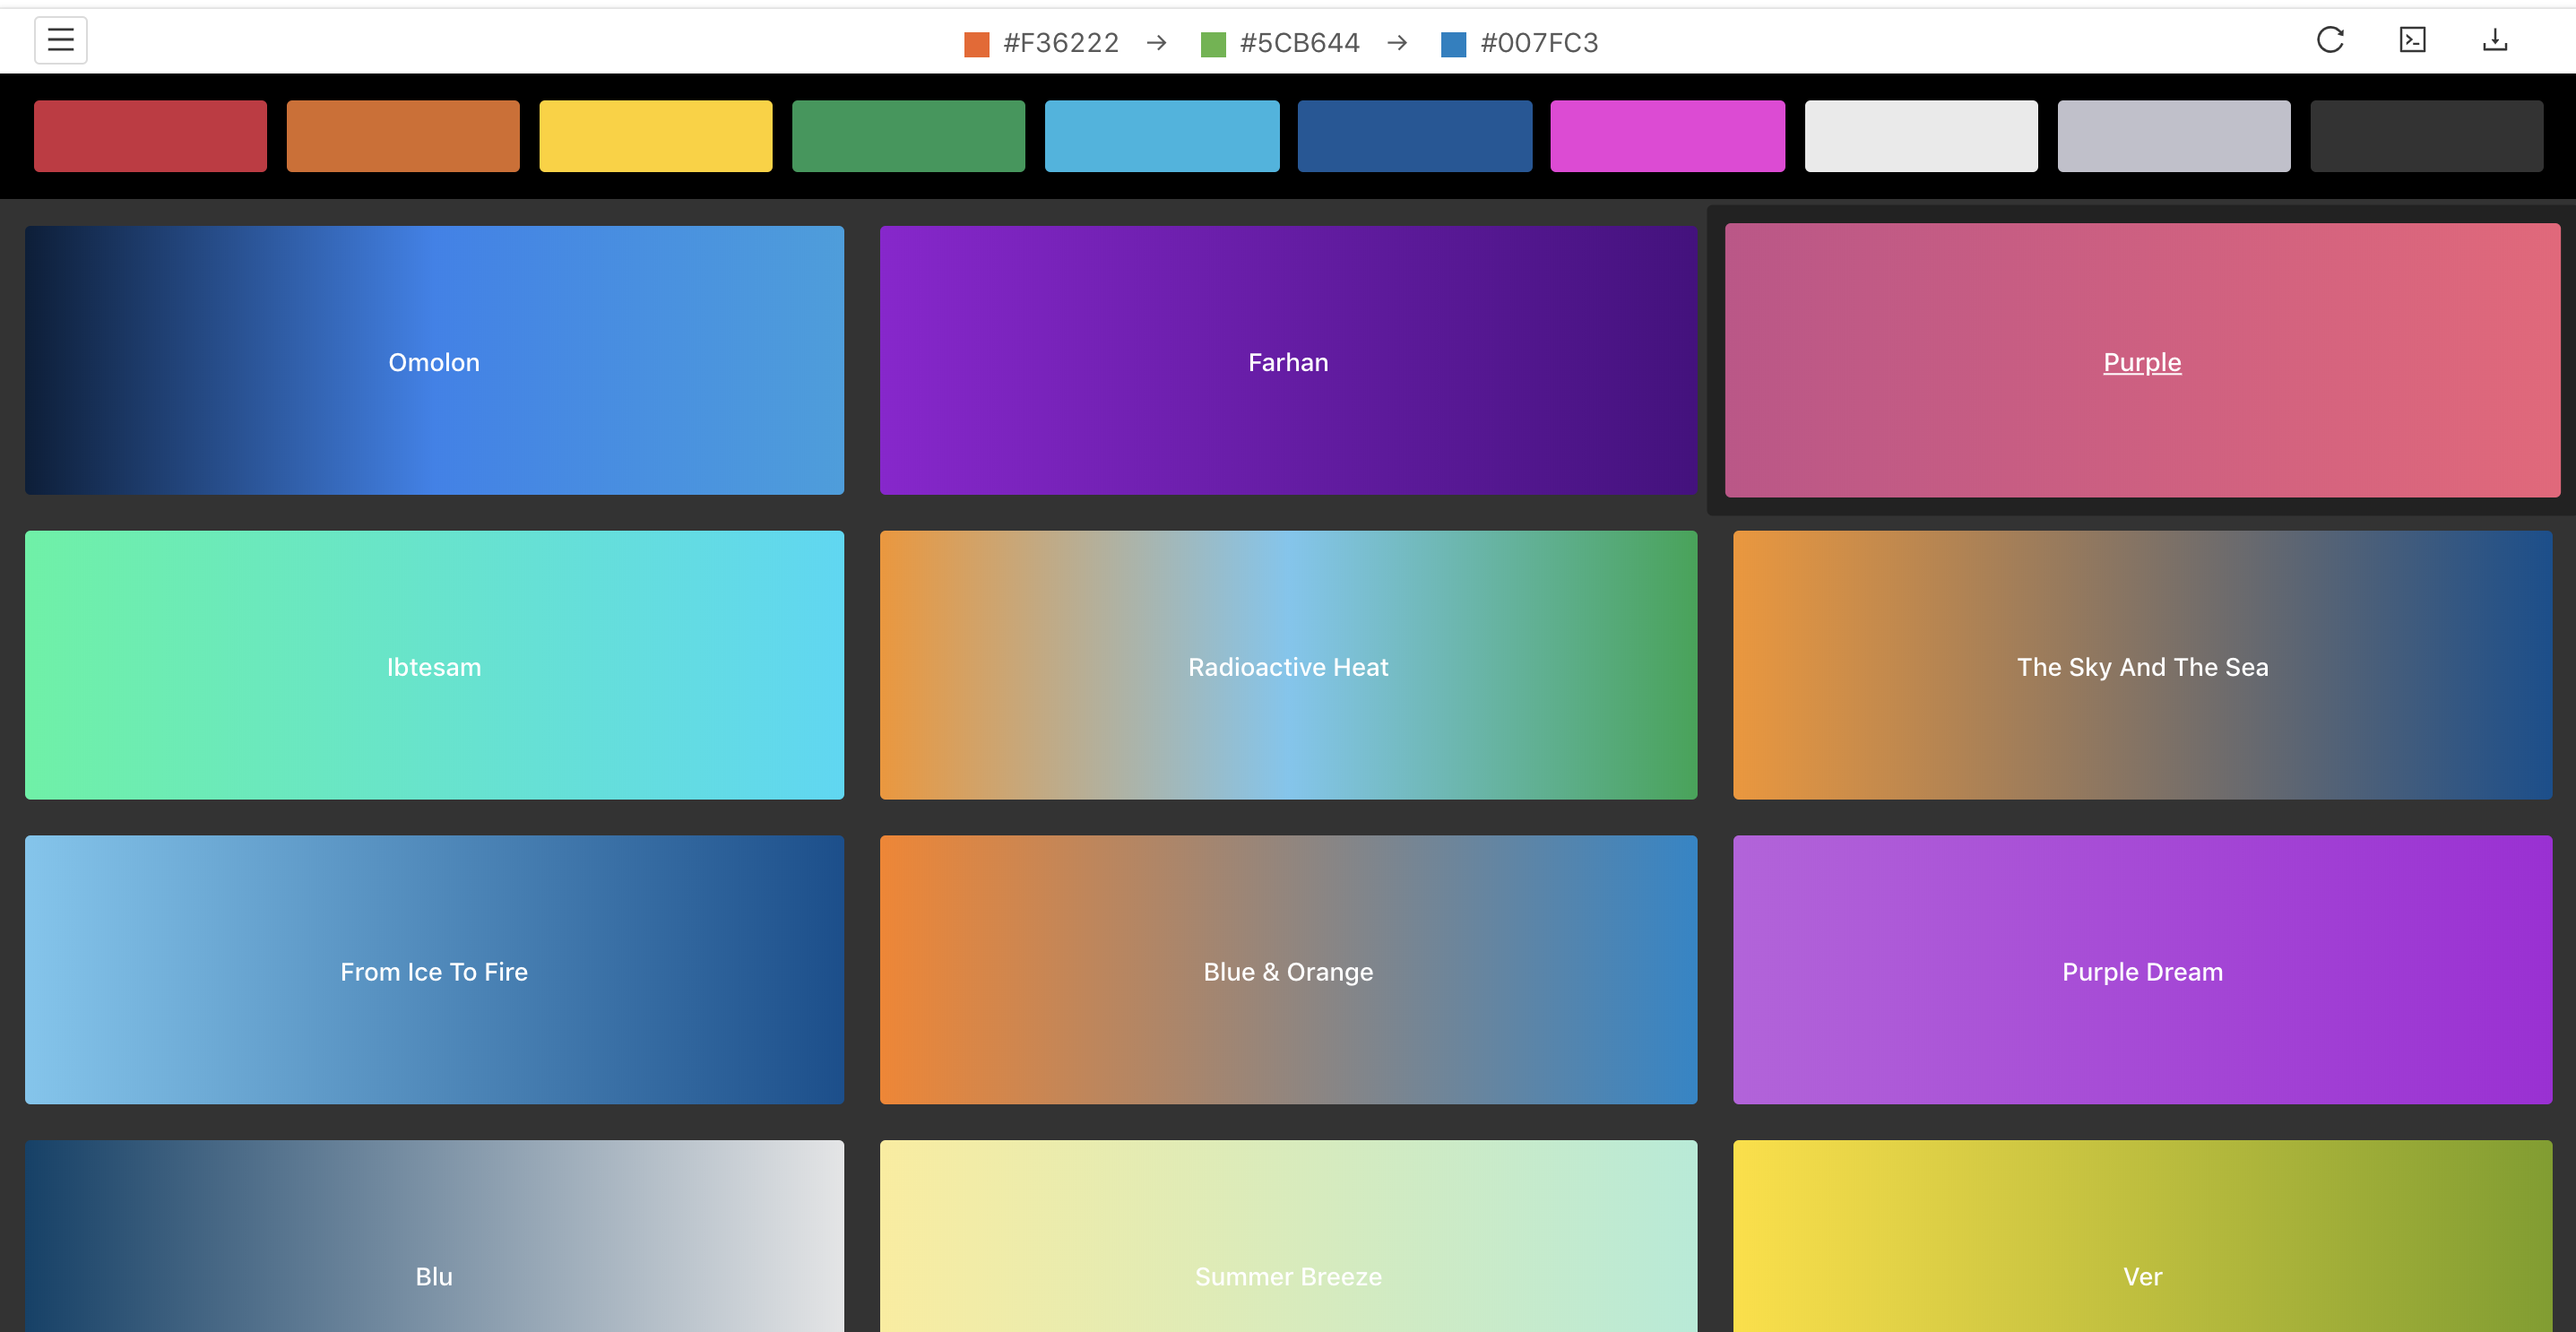 #F36222 → #5CB644 → #007FC3
Omolon
Farhan
Purple
Ibtesam
Radioactive Heat
The Sky And The Sea
From Ice To Fire
Blue & Orange
Purple Dream
Blu
Summer Breeze
Ver